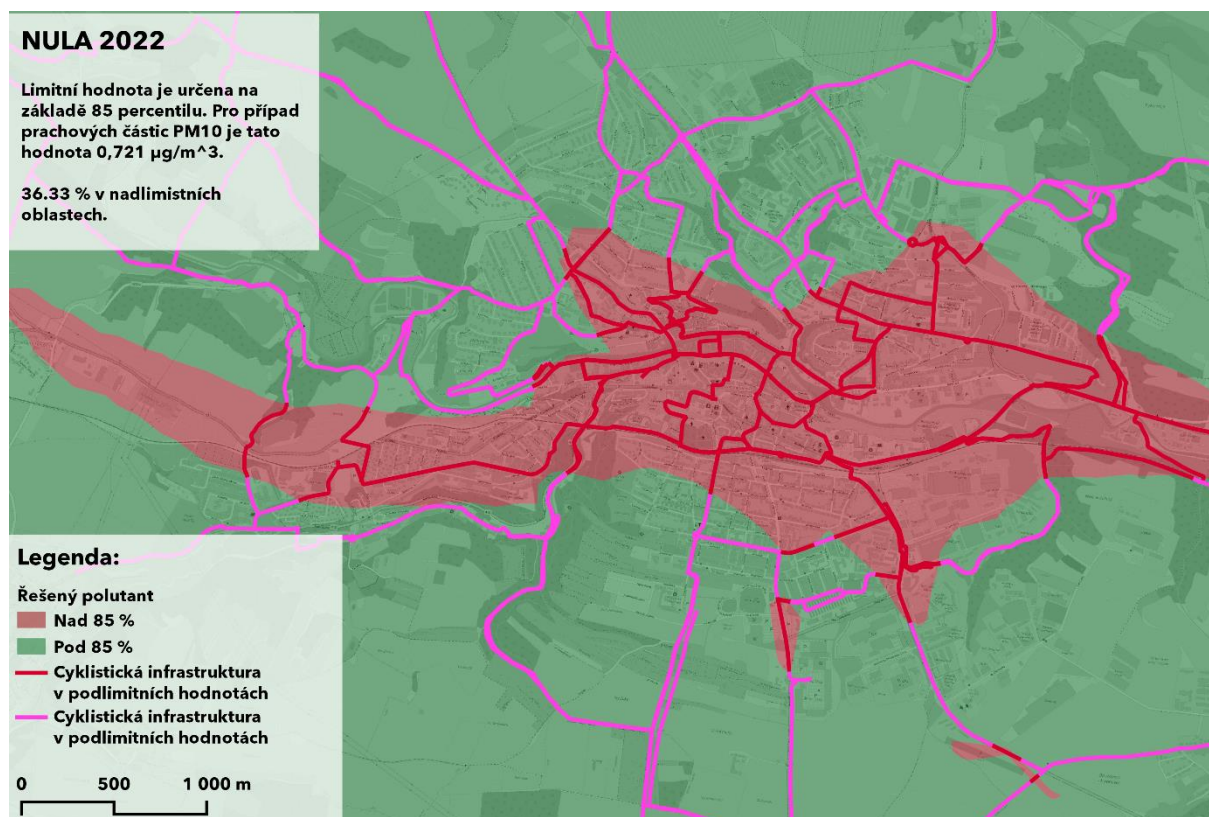 NULA 2022
Limitní hodnota je určena na
základě 85 percentilu. Pro případ
prachových částic PM10 je tato
hodnota 0,721 µg/m^3.
36.33 % v nadlimistních
oblastech.
Legenda:
Řešený polutant
Nad 85 %
Pod 85 %
Cyklistická infrastruktura
v podlimitních hodnotách
Cyklistická infrastruktura
v podlimitních hodnotách
0 500 1 000 m